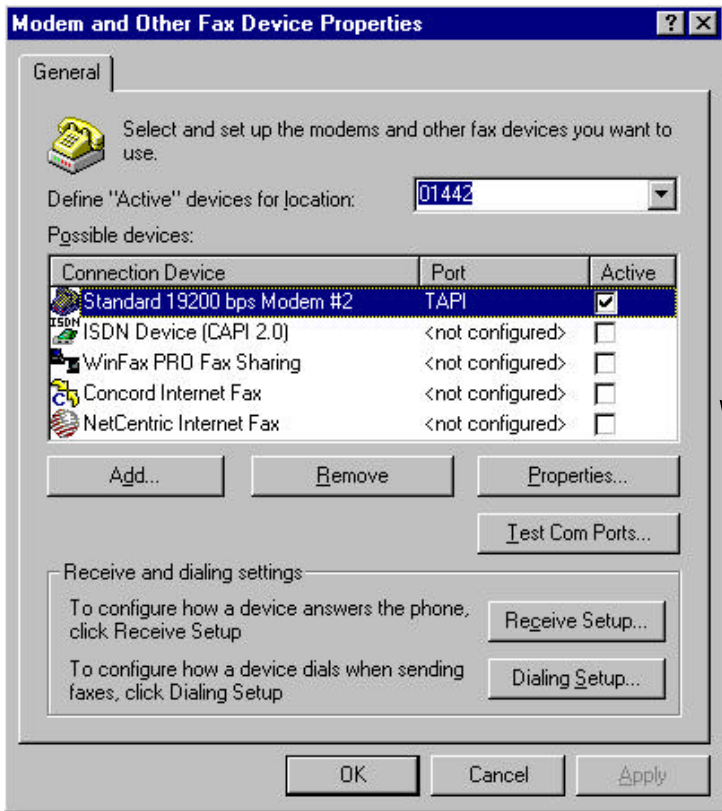 Modem and Other Fax Device Properties
General
Select and set up the modems and other fax devices you want to
use.
Define "Active" devices for location: 01442
Possible devices:
Connection Device Port Active
Standard 19200 bps Modem #2 TAPI
ISDN ISDN Device (CAPI 2.0) <not configured>
WinFax PRO Fax Sharing <not configured>
Concord Internet Fax <not configured>
NetCentric Internet Fax <not configured>
Add... Remove Properties...
Test Com Ports...
Receive and dialing settings
To configure how a device answers the phone,
click Receive Setup
Receive Setup...
To configure how a device dials when sending
faxes, click Dialing Setup
Dialing Setup...
OK Cancel Apply